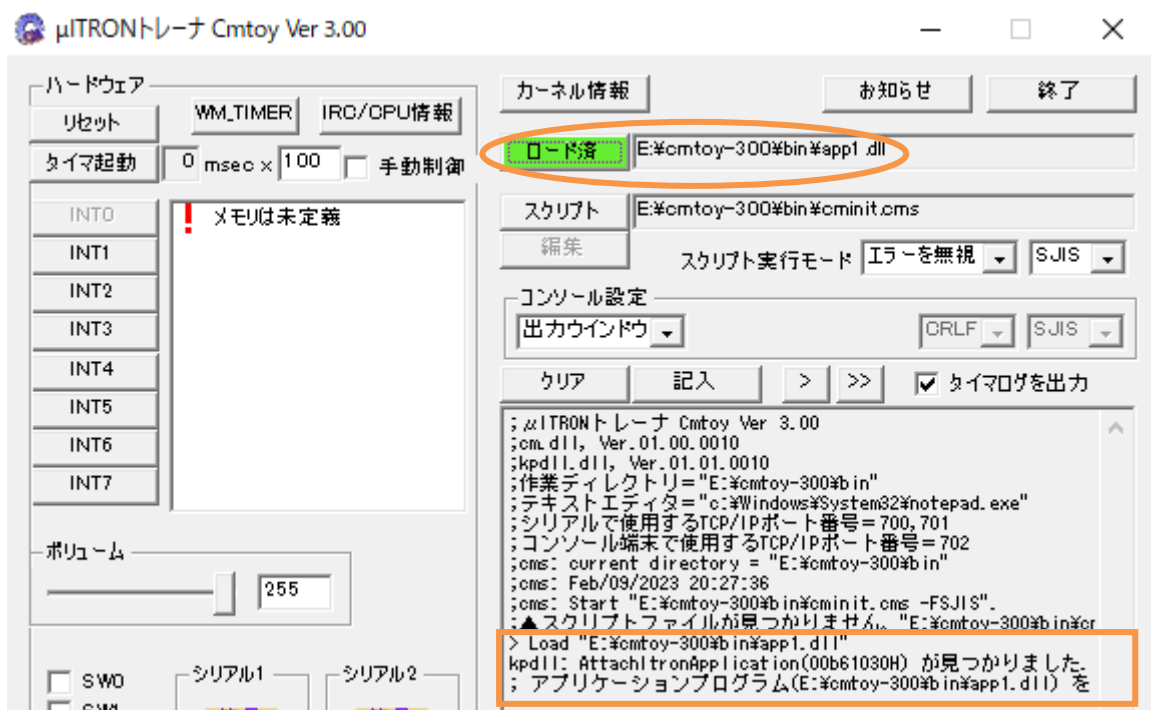 μITRONトレーナ Cmtoy Ver 3.00
ハードウェア
リセット
WM_TIMER
IRC/CPU情報
タイマ起動
0 msec × 100
手動制御
INT0
INT1
INT2
INT3
INT4
INT5
INT6
INT7
! メモリは未定義
ボリューム
255
SW0
シリアル1
シリアル2
カーネル情報
お知らせ
終了
ロード済
E:¥cmtoy-300¥bin¥app1.dll
スクリプト
E:¥cmtoy-300¥bin¥cminit.cms
編集
スクリプト実行モード
エラーを無視
SJIS
コンソール設定
出力ウインドウ
CRLF
SJIS
クリア
記入
>
>>
タイマログを出力
;μITRONトレーナ Cmtoy Ver 3.00
;cm.dll, Ver.01.00.0010
;kpdll.dll, Ver.01.01.0010
;作業ディレクトリ="E:¥cmtoy-300¥bin"
;テキストエディタ="c:¥Windows¥System32¥notepad.exe"
;シリアルで使用するTCP/IPポート番号=700,701
;コンソール端末で使用するTCP/IPポート番号=702
;cms: current directory = "E:¥cmtoy-300¥bin"
;cms: Feb/09/2023 20:27:36
;cms: Start "E:¥cmtoy-300¥bin¥cminit.cms -FSJIS".
;▲スクリプトファイルが見つかりません。"E:¥cmtoy-300¥bin¥cr
> Load "E:¥cmtoy-300¥bin¥app1.dll"
kpdll: AttachItronApplication(00b61030H) が見つかりました.
; アプリケーションプログラム(E:¥cmtoy-300¥bin¥app1.dll) を